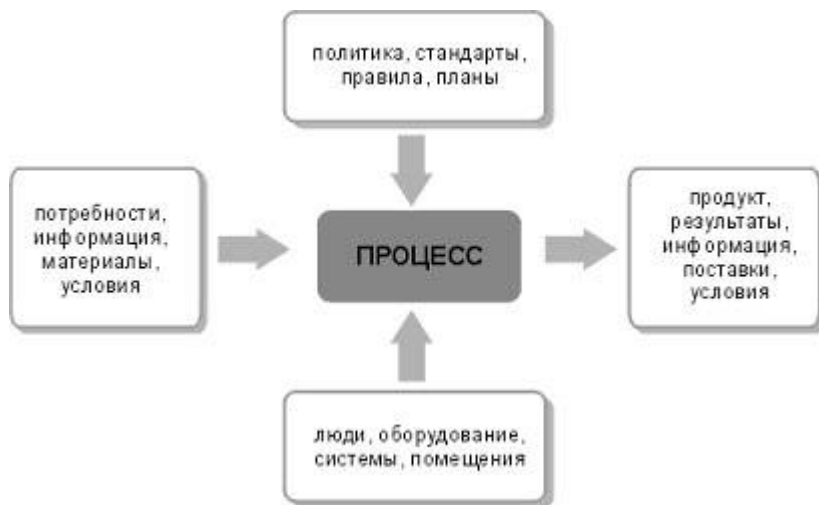 политика, стандарты,
правила, планы
потребности,
информация,
материалы,
условия
ПРОЦЕСС
продукт,
результаты,
информация,
поставки,
условия
люди, оборудование,
системы, помещения